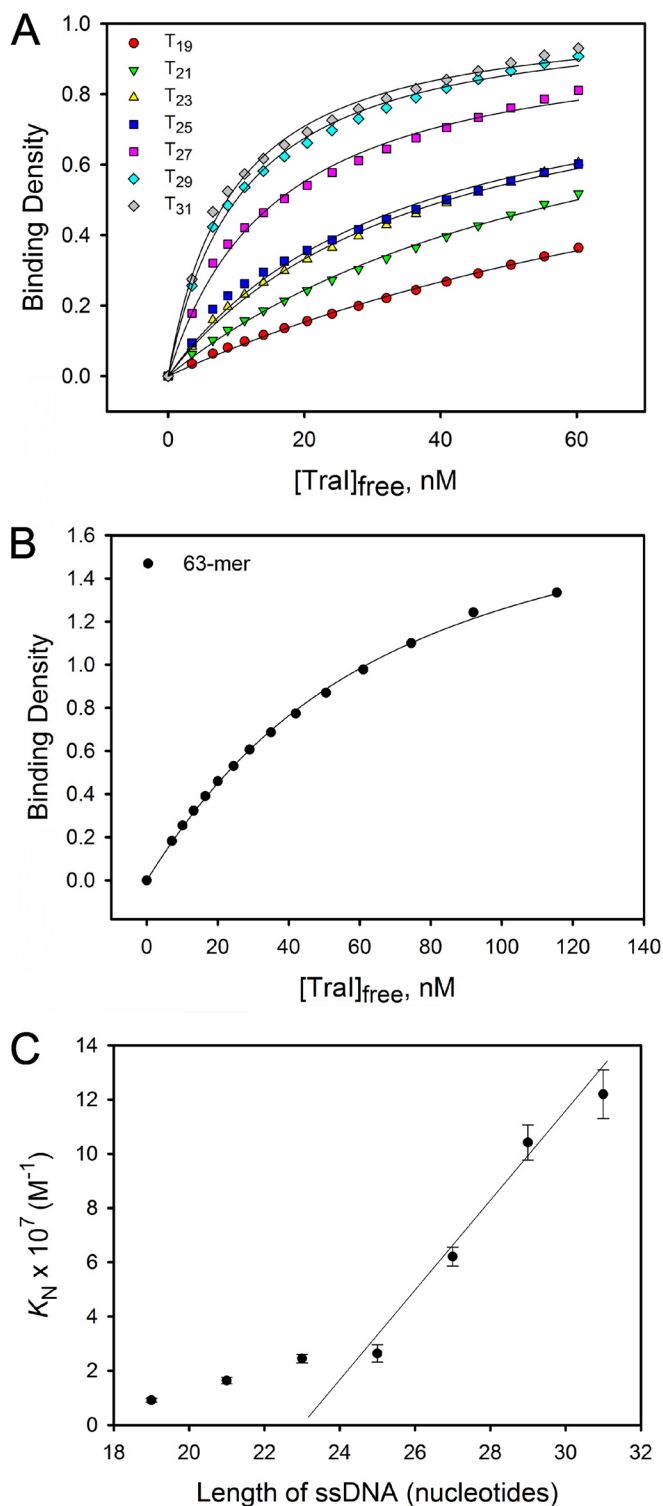 A
T19
T21
T23
T25
T27
T29
T31
1.0
0.8
0.6
0.4
0.2
0.0
Binding Density
0 20 40 60
[TraI]free, nM
B
63-mer
1.6
1.4
1.2
1.0
0.8
0.6
0.4
0.2
0.0
Binding Density
0 20 40 60 80 100 120 140
[TraI]free, nM
C
14
12
10
8
6
4
2
0
KN x 10^7 (M^-1)
18 20 22 24 26 28 30 32
Length of ssDNA (nucleotides)